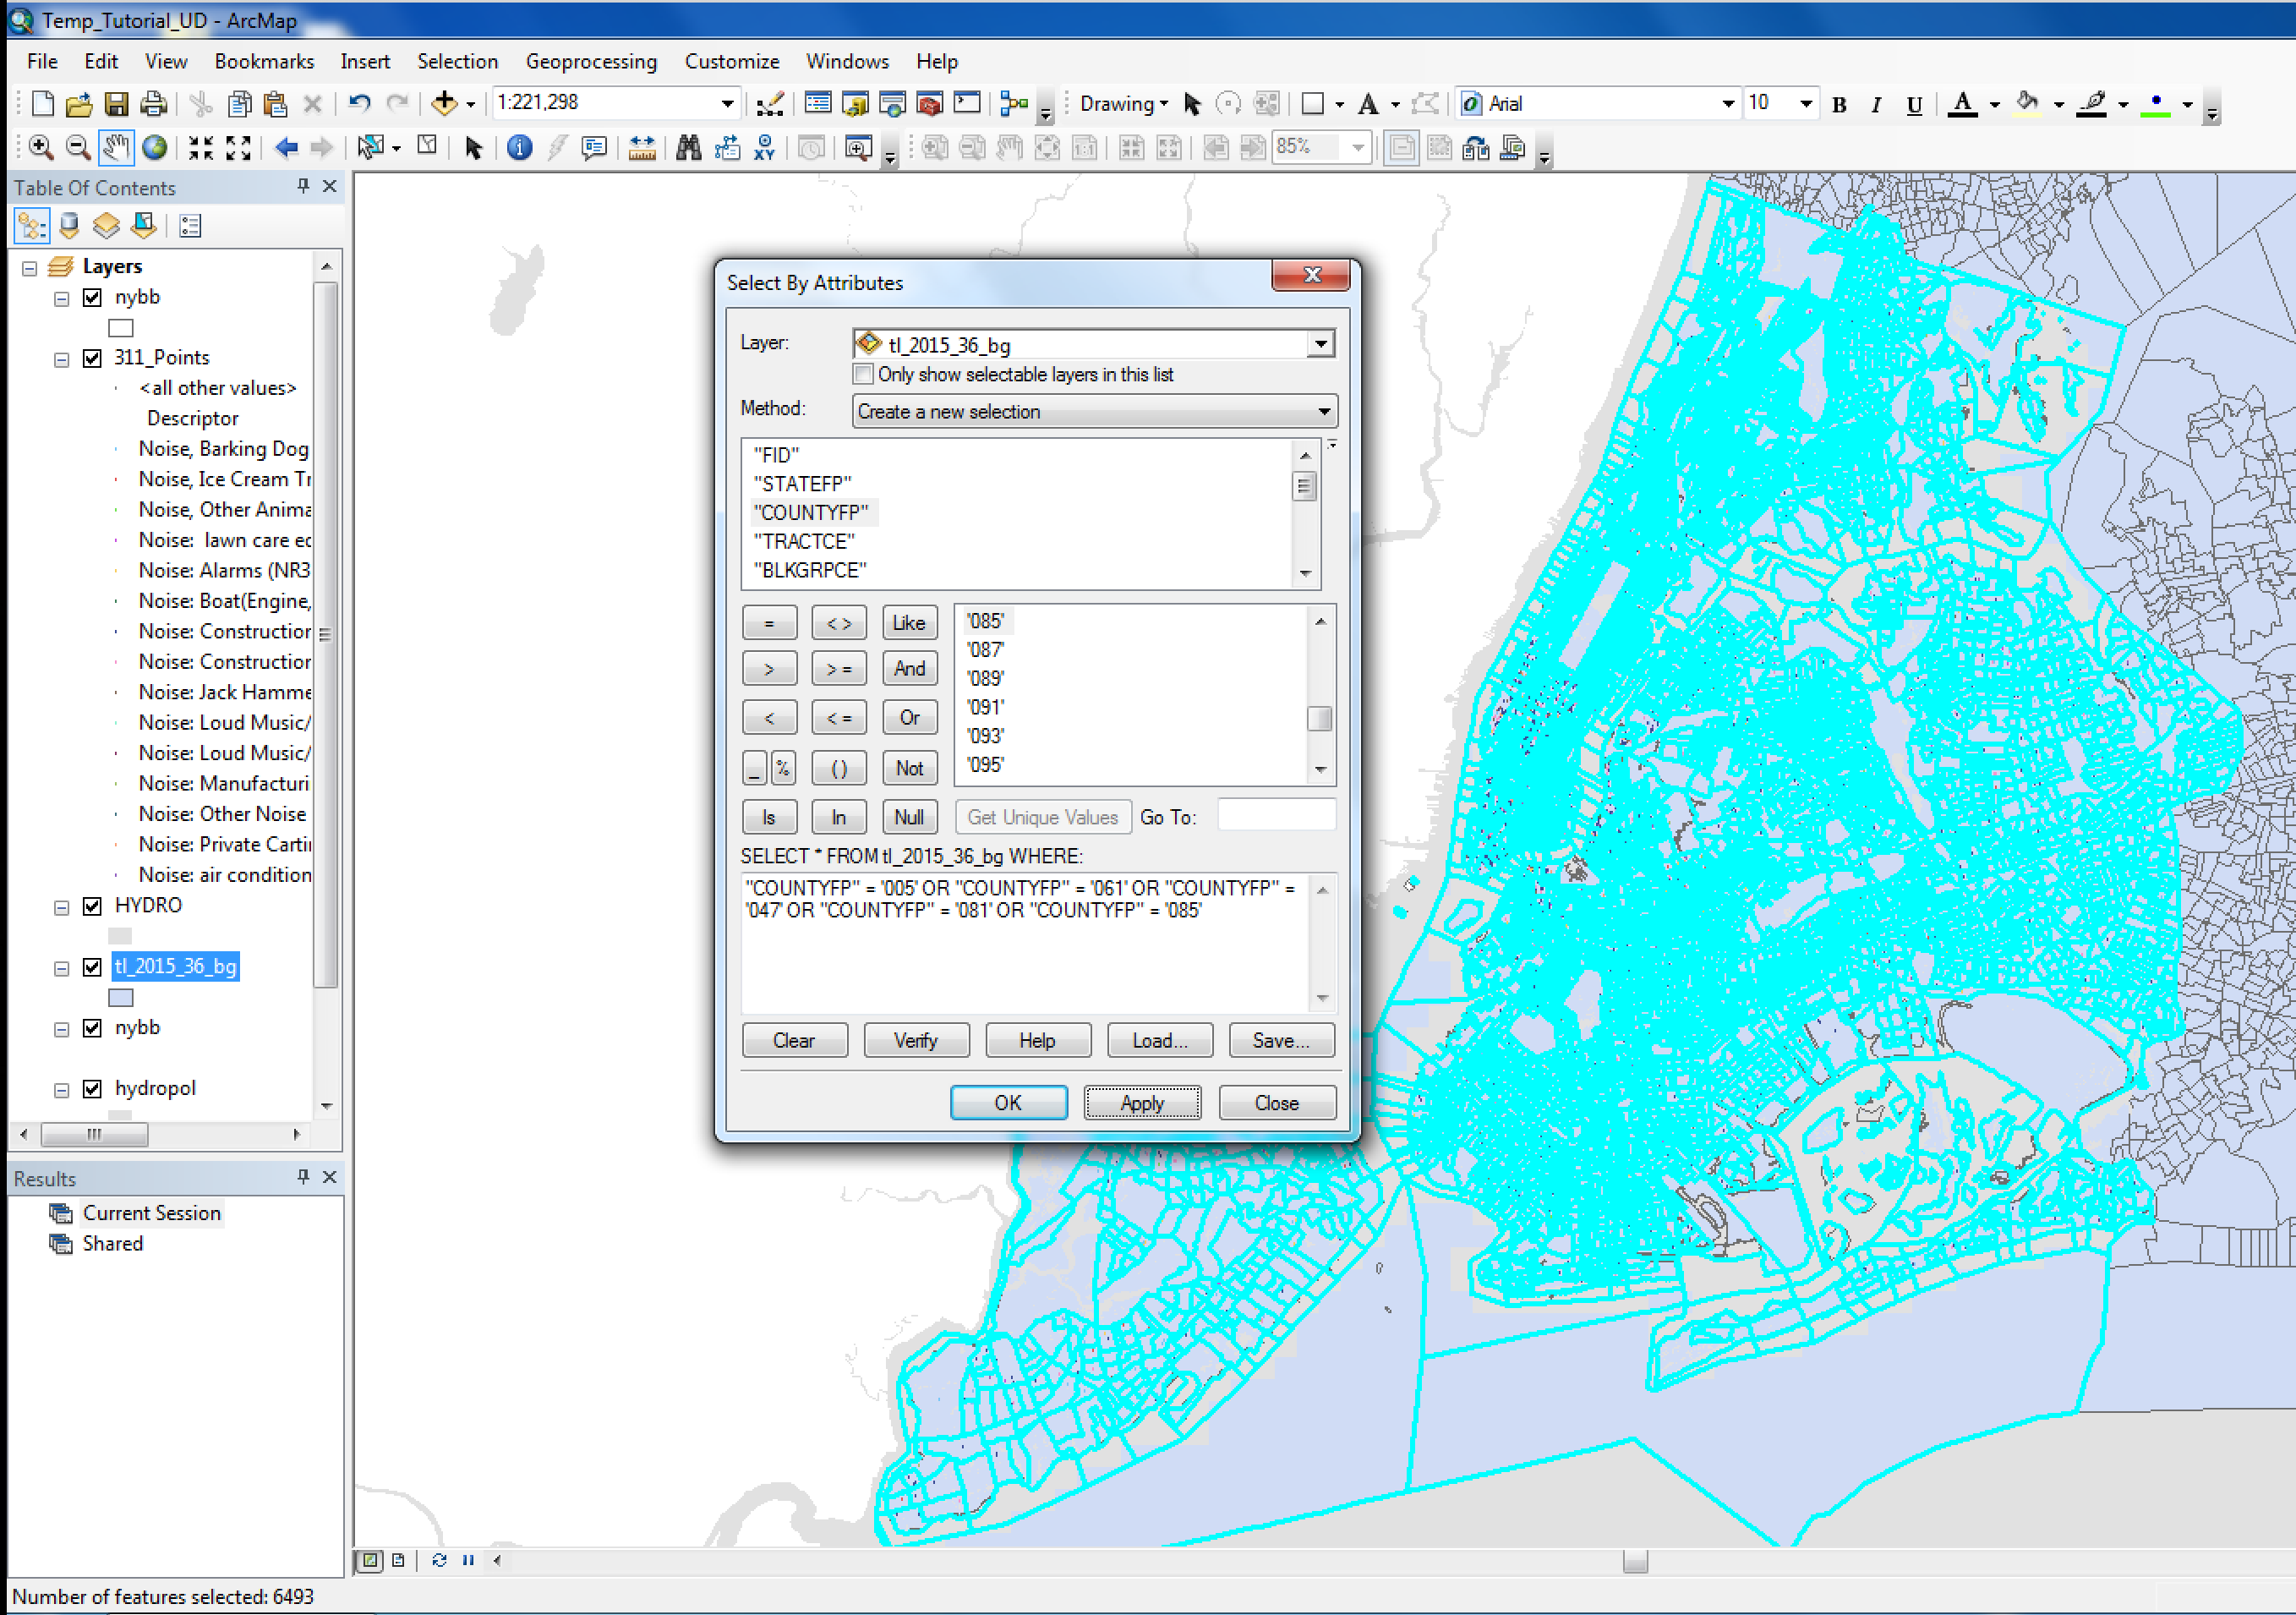 Temp_Tutorial_UD - ArcMap
File Edit View Bookmarks Insert Selection Geoprocessing Customize Windows Help
1:221,298 Drawing A Arial 10 B I U A
XY 1:1 85%
Table Of Contents
Layers
nybb
311_Points
<all other values>
Descriptor
Noise, Barking Dog
Noise, Ice Cream Tr
Noise, Other Anima
Noise: lawn care ec
Noise: Alarms (NR3
Noise: Boat(Engine,
Noise: Construction
Noise: Construction
Noise: Jack Hamme
Noise: Loud Music/
Noise: Loud Music/
Noise: Manufacturi
Noise: Other Noise
Noise: Private Cartin
Noise: air condition
HYDRO
tl_2015_36_bg
nybb
hydropol
Results
Current Session
Shared
Select By Attributes
Layer: tl_2015_36_bg
Only show selectable layers in this list
Method: Create a new selection
"FID"
"STATEFP"
"COUNTYFP"
"TRACTCE"
"BLKGRPCE"
= < > Like
> > = And
< < = Or
_ % ( ) Not
Is In Null
'085'
'087'
'089'
'091'
'093'
'095'
Get Unique Values Go To:
SELECT * FROM tl_2015_36_bg WHERE:
"COUNTYFP" = '005' OR "COUNTYFP" = '061' OR "COUNTYFP" =
'047' OR "COUNTYFP" = '081' OR "COUNTYFP" = '085'
Clear Verify Help Load... Save...
OK Apply Close
Number of features selected: 6493